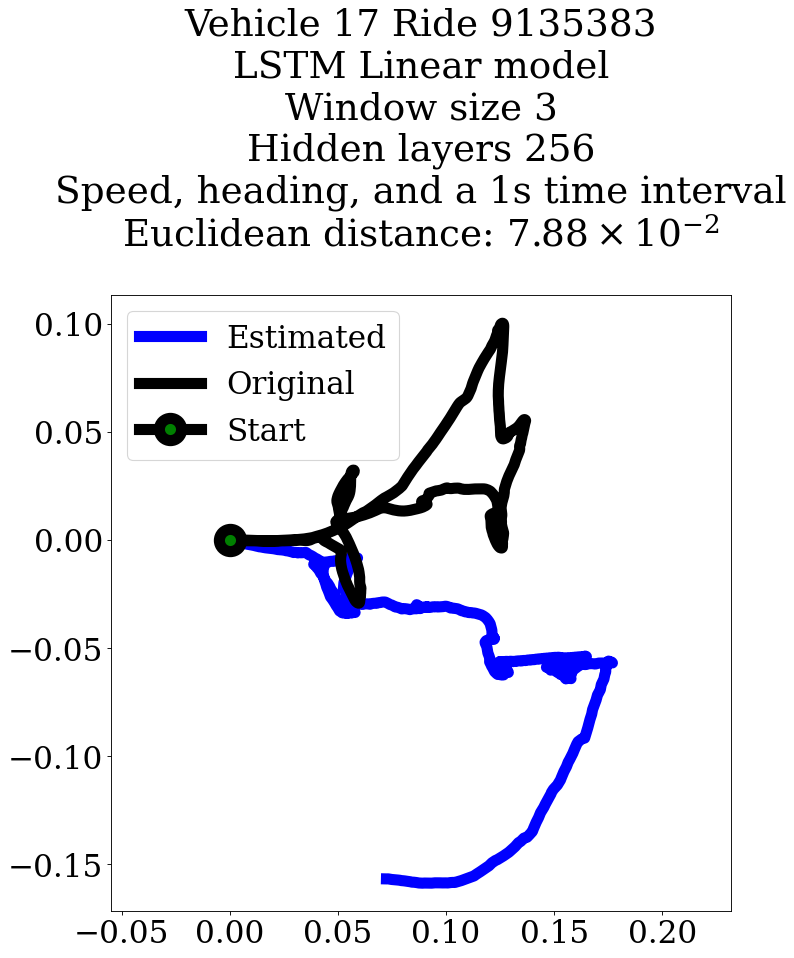 Vehicle 17 Ride 9135383
LSTM Linear model
Window size 3
Hidden layers 256
Speed, heading, and a 1s time interval
Euclidean distance: 7.88 × 10⁻²
Estimated
Original
Start
0.10
0.05
0.00
−0.05
−0.10
−0.15
−0.05 0.00 0.05 0.10 0.15 0.20